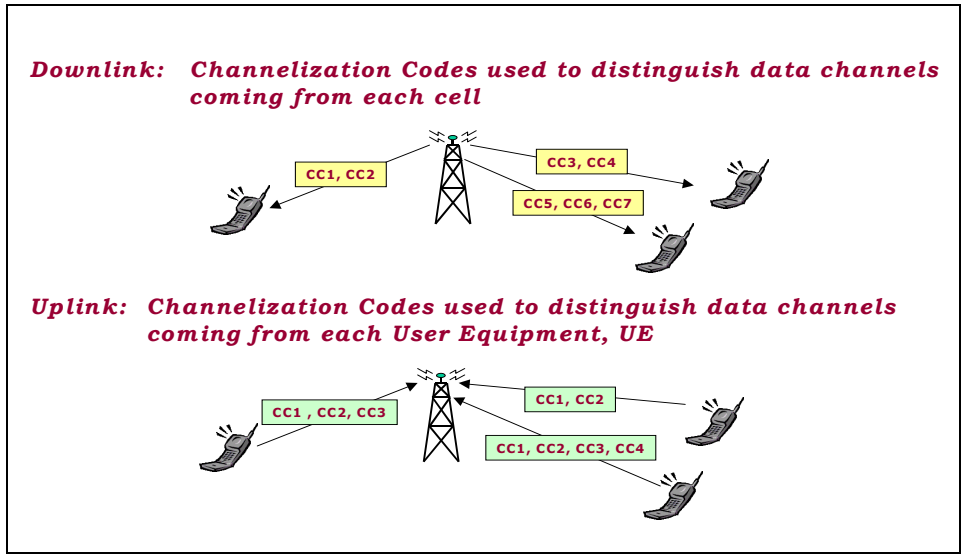 Downlink: Channelization Codes used to distinguish data channels
coming from each cell
CC1, CC2
CC3, CC4
CC5, CC6, CC7
Uplink: Channelization Codes used to distinguish data channels
coming from each User Equipment, UE
CC1 , CC2, CC3
CC1, CC2
CC1, CC2, CC3, CC4